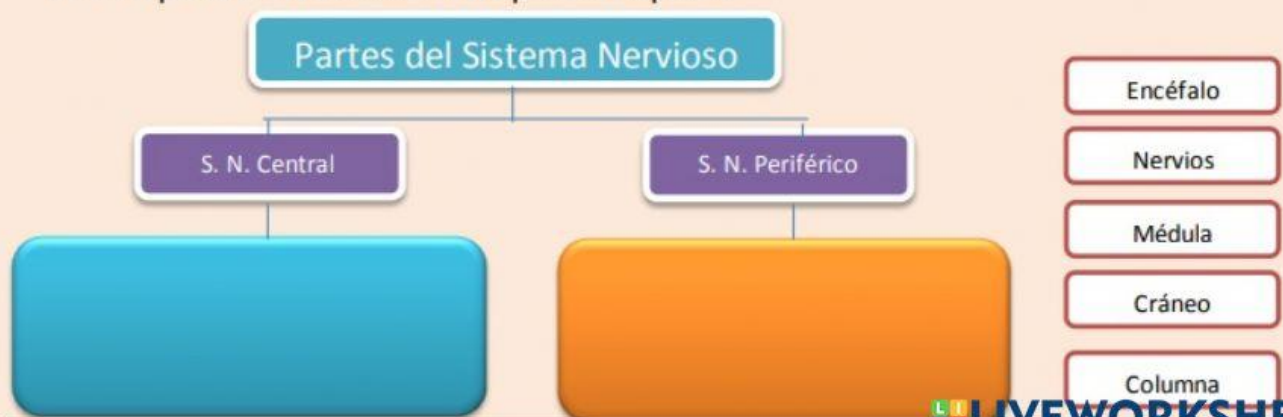 Partes del Sistema Nervioso
S. N. Central
S. N. Periférico
Encéfalo
Nervios
Médula
Cráneo
Columna